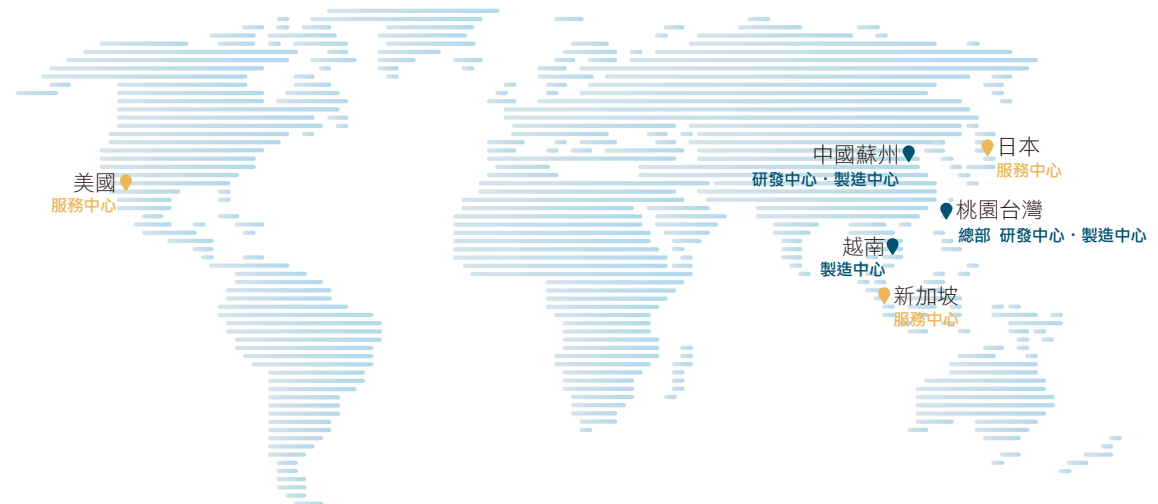 美國
服務中心
中國蘇州
研發中心・製造中心
日本
服務中心
桃園台灣
總部 研發中心・製造中心
越南
製造中心
新加坡
服務中心